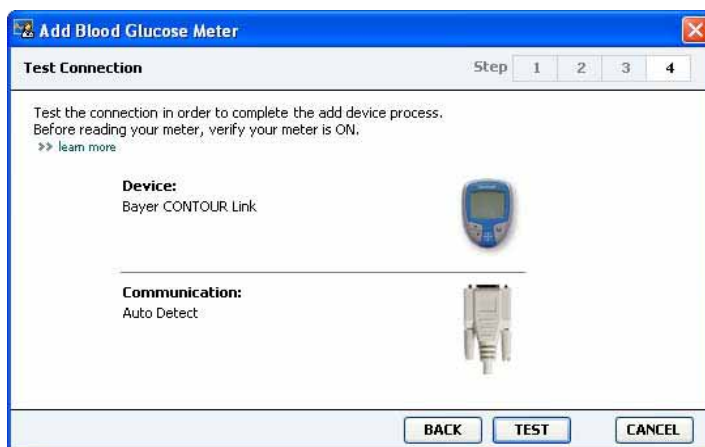 Add Blood Glucose Meter
Test Connection
Step 1 2 3 4
Test the connection in order to complete the add device process.
Before reading your meter, verify your meter is ON.
>> learn more
Device:
Bayer CONTOUR Link
Communication:
Auto Detect
BACK TEST CANCEL